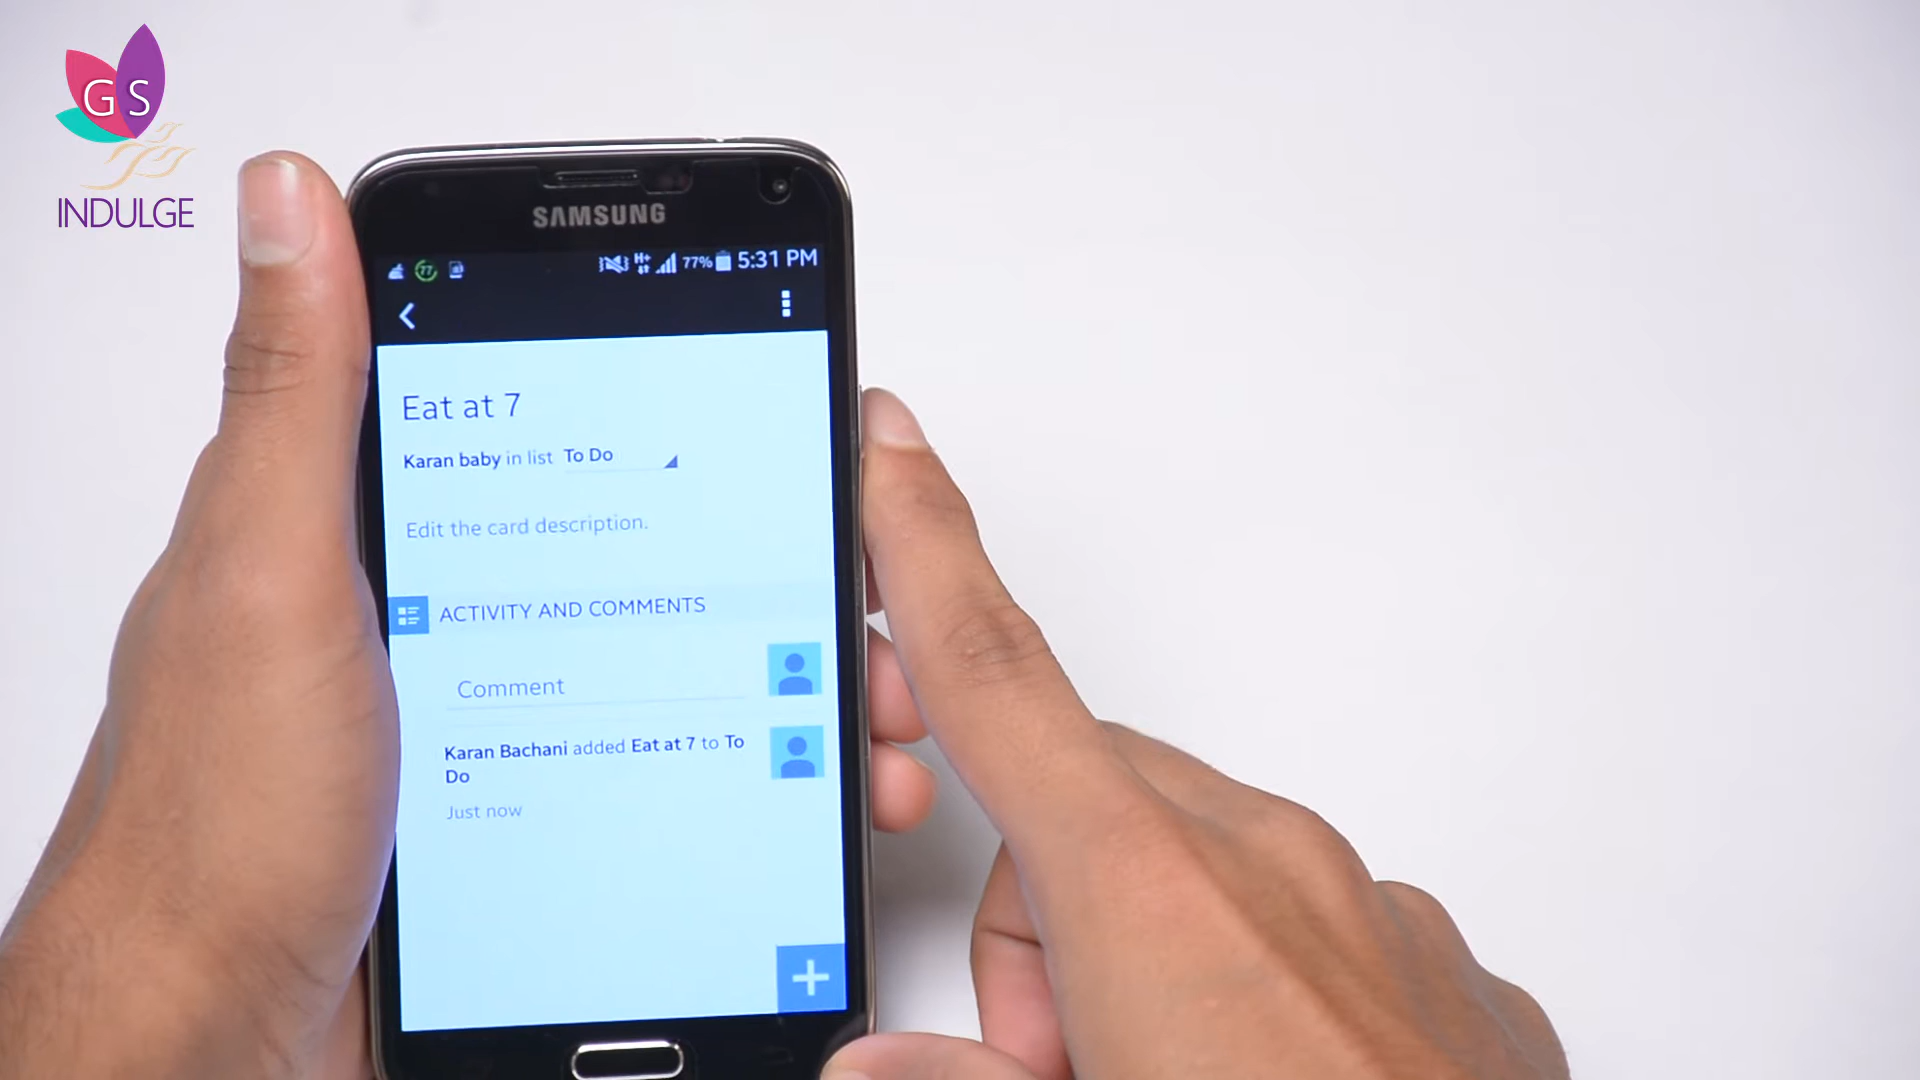 GS
INDULGE
SAMSUNG
77
H+
77%
5:31 PM
Eat at 7
Karan baby in list To Do
Edit the card description.
ACTIVITY AND COMMENTS
Comment
Karan Bachani added Eat at 7 to To
Do
Just now